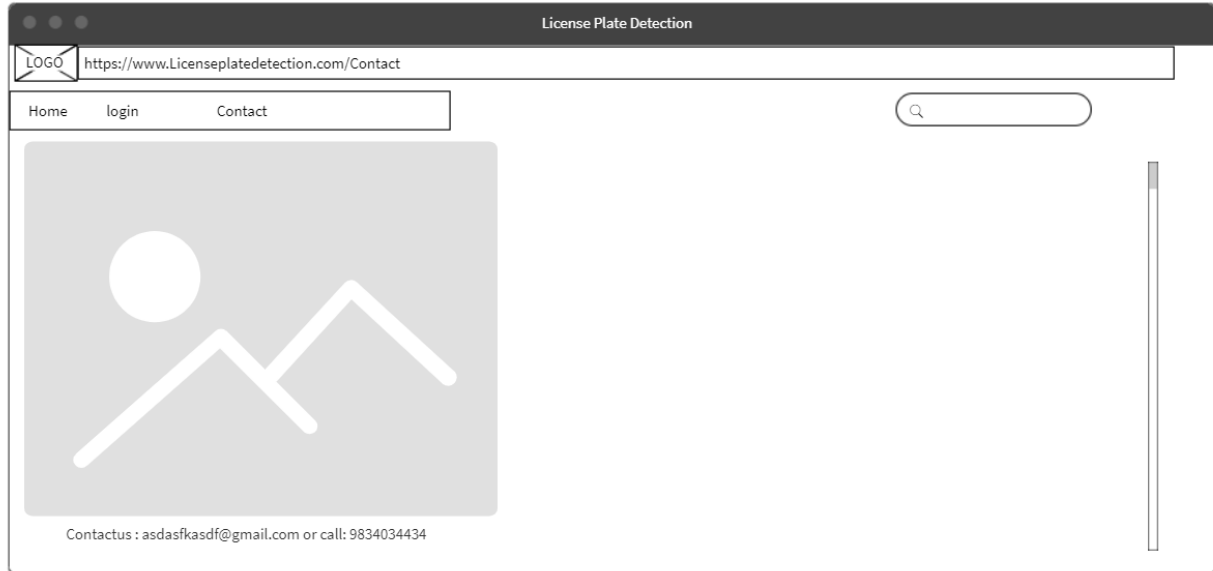 License Plate Detection
LOGO https://www.Licenseplatedetection.com/Contact
Home login Contact
Contactus : asdasfkasdf@gmail.com or call: 9834034434